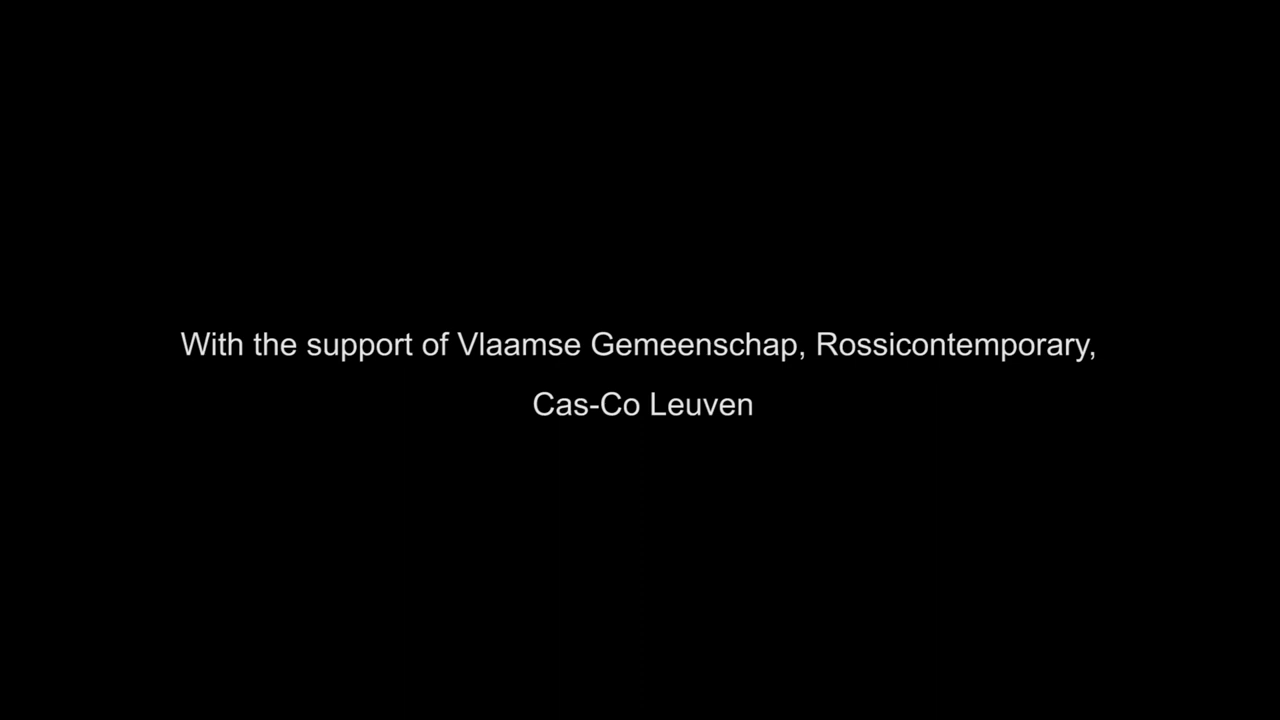 With the support of Vlaamse Gemeenschap, Rossicontemporary,
Cas-Co Leuven